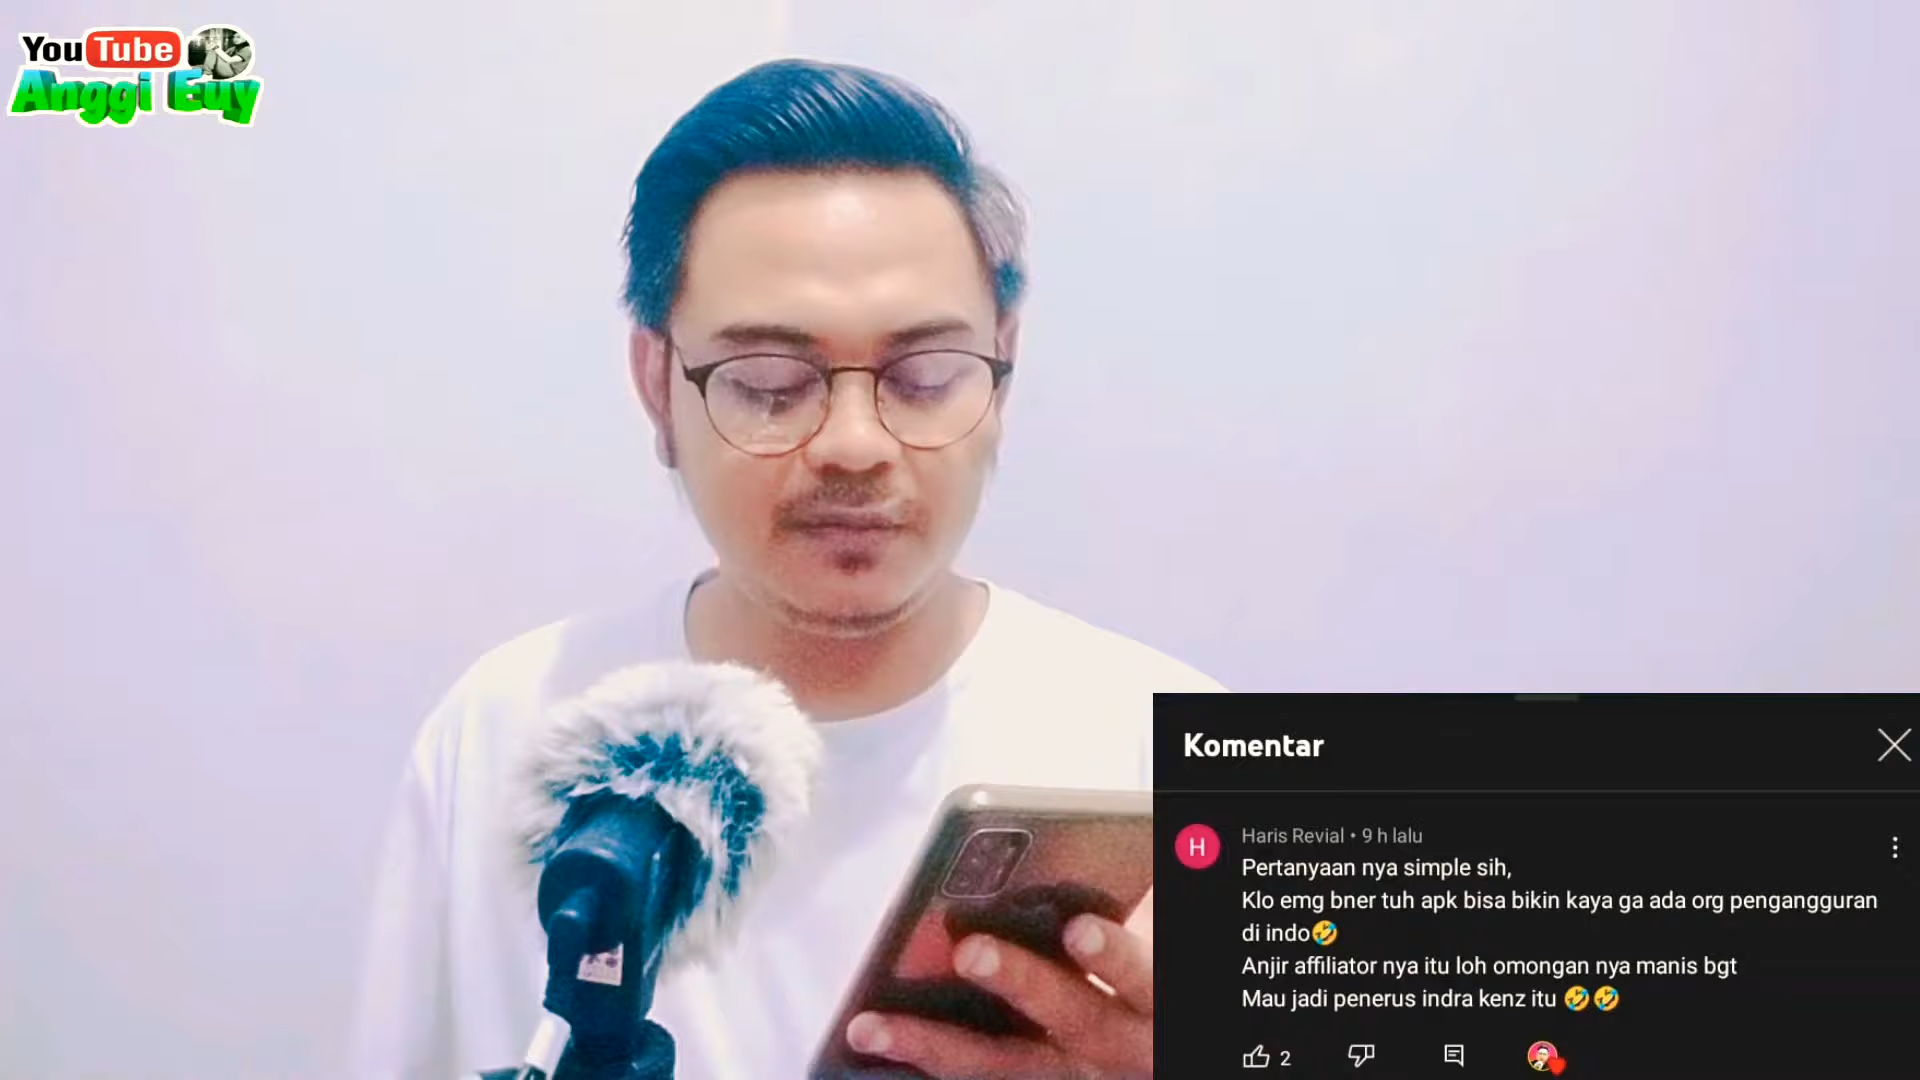 YouTube
Anggi Euy
Komentar
H
Haris Revial • 9 h lalu
Pertanyaan nya simple sih,
Klo emg bner tuh apk bisa bikin kaya ga ada org pengangguran
di indo🤣
Anjir affiliator nya itu loh omongan nya manis bgt
Mau jadi penerus indra kenz itu 🤣🤣
2